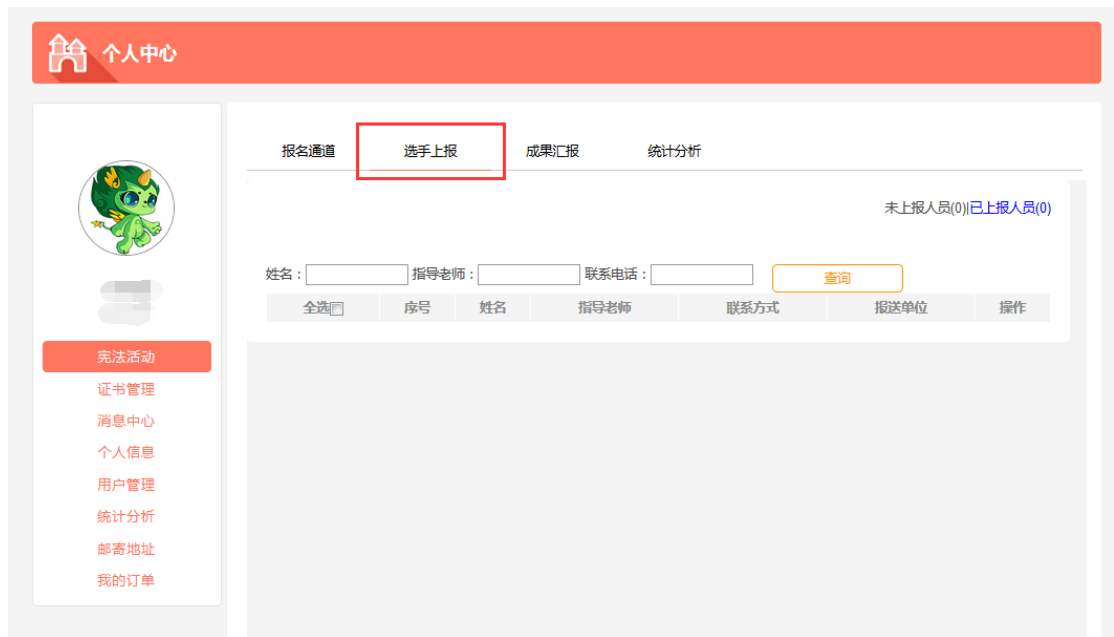 个人中心
报名通道 选手上报 成果汇报 统计分析
未上报人员(0)|已上报人员(0)
姓名： 指导老师： 联系电话： 查询
全选 序号 姓名 指导老师 联系方式 报送单位 操作
宪法活动
证书管理
消息中心
个人信息
用户管理
统计分析
邮寄地址
我的订单